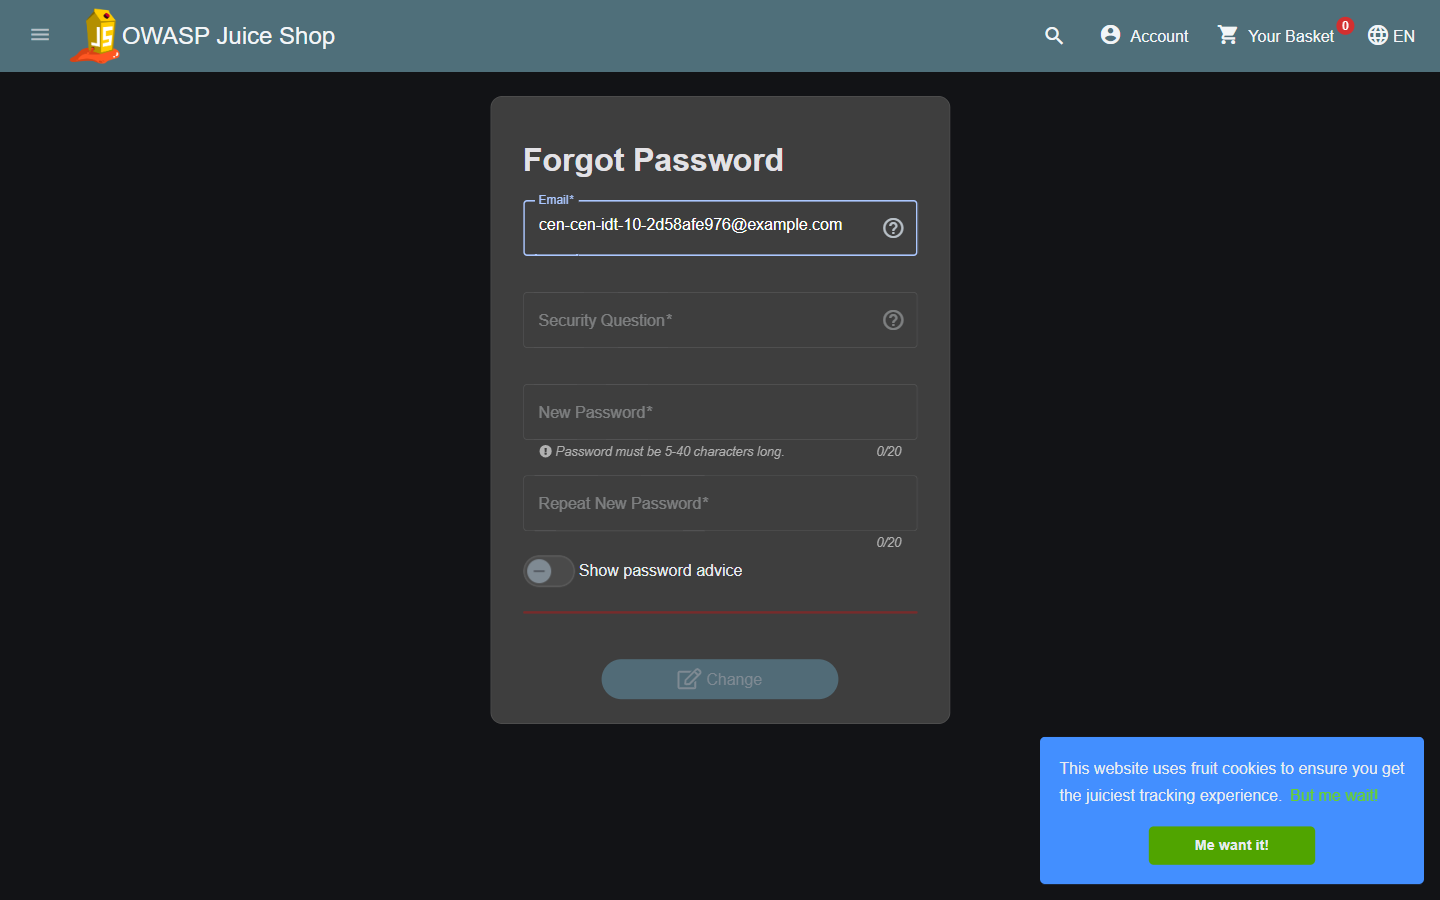 OWASP Juice Shop
Account
Your Basket
0
EN
Forgot Password
Email*
cen-cen-idt-10-2d58afe976@example.com
Security Question*
New Password*
Password must be 5-40 characters long.
0/20
Repeat New Password*
0/20
Show password advice
Change
This website uses fruit cookies to ensure you get
the juiciest tracking experience. But me wait!
Me want it!